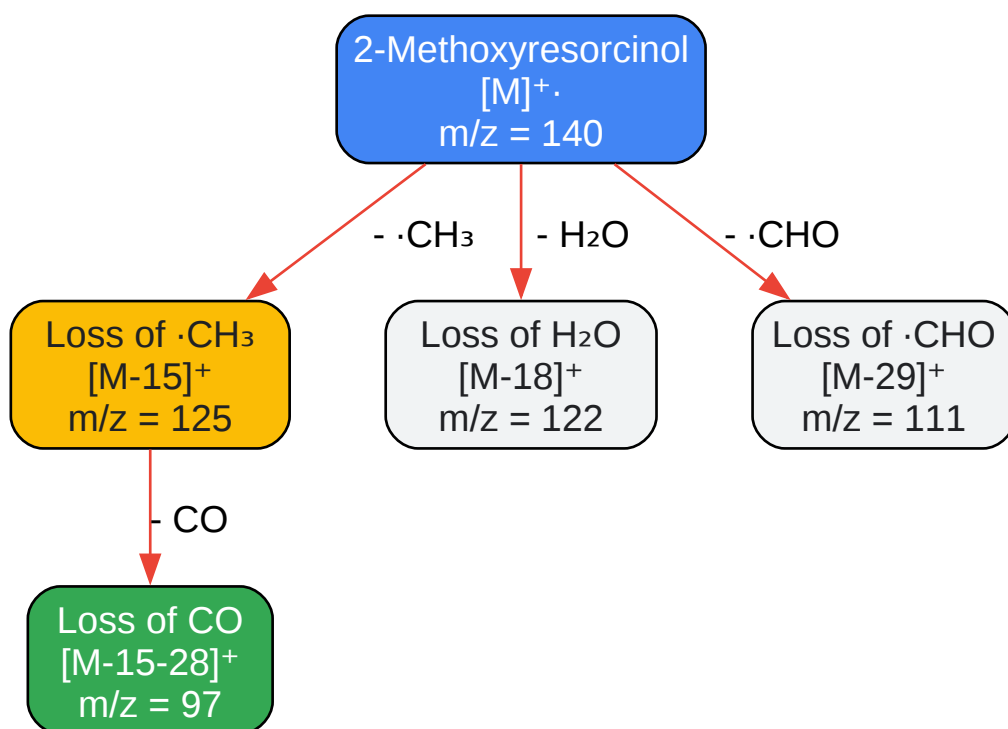 2-Methoxyresorcinol
[M]⁺·
m/z = 140
- ·CH₃
- H₂O
- ·CHO
Loss of ·CH₃
[M-15]⁺
m/z = 125
Loss of H₂O
[M-18]⁺
m/z = 122
Loss of ·CHO
[M-29]⁺
m/z = 111
- CO
Loss of CO
[M-15-28]⁺
m/z = 97